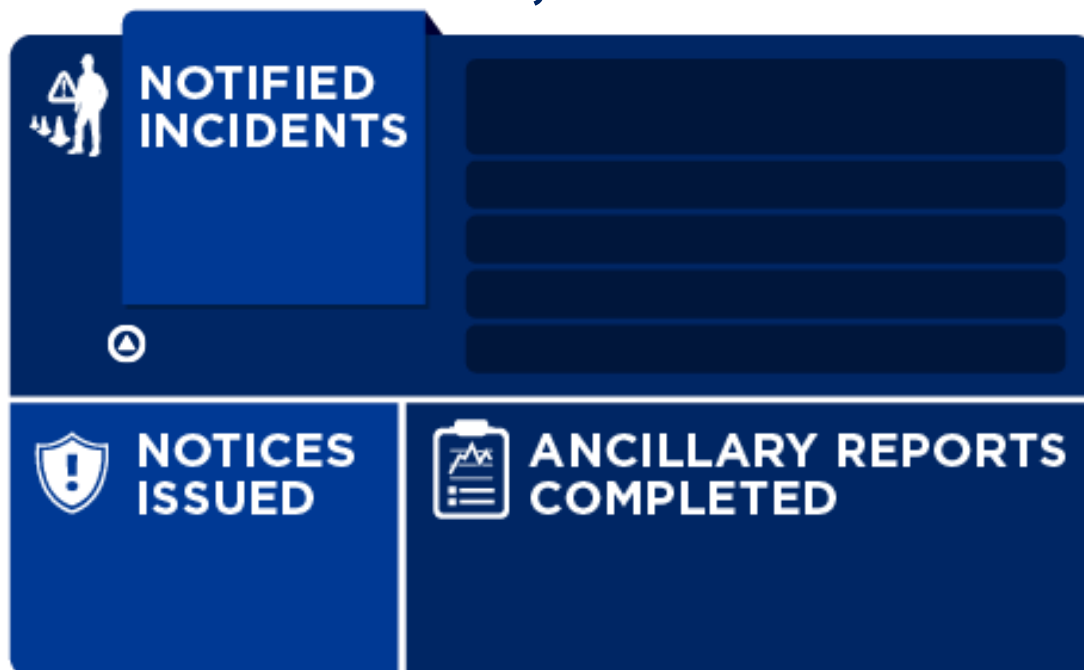 NOTIFIED
INCIDENTS
NOTICES
ISSUED
ANCILLARY REPORTS
COMPLETED